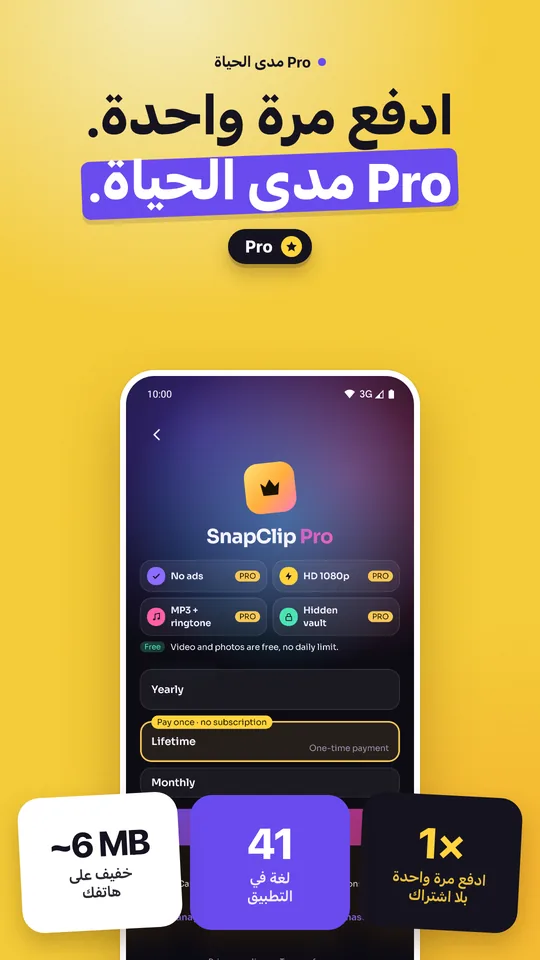 Pro مدى الحياة
ادفع مرة واحدة.
Pro مدى الحياة.
Pro
10:00
3G
SnapClip Pro
No ads PRO
HD 1080p PRO
MP3 + ringtone PRO
Hidden vault PRO
Free Video and photos are free, no daily limit.
Yearly
Pay once · no subscription
Lifetime
One-time payment
Monthly
1×
ادفع مرة واحدة
بلا اشتراك
41
لغة في
التطبيق
~6 MB
خفيف على
هاتفك